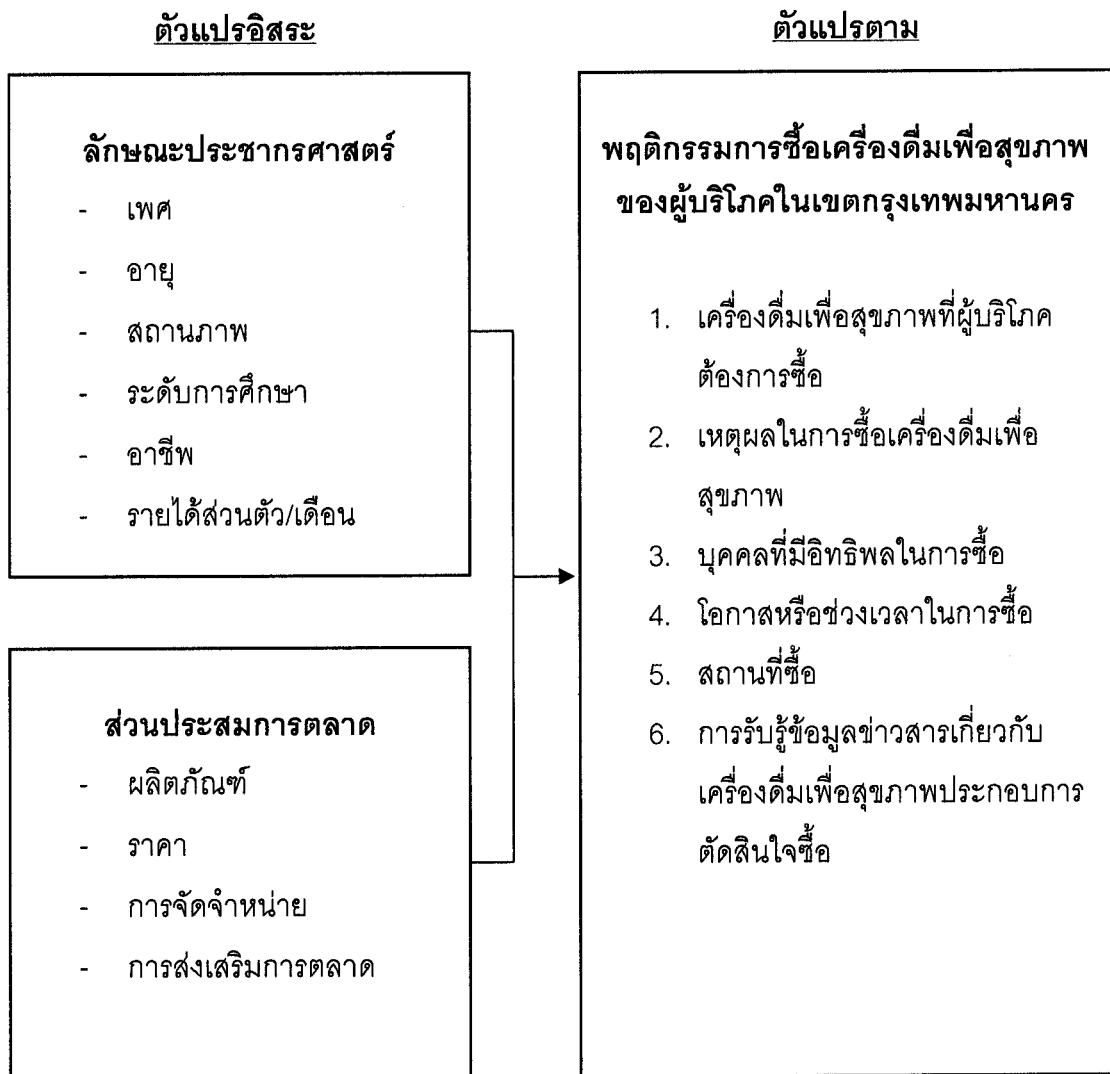 ตัวแปรอิสระ
ลักษณะประชากรศาสตร์
- เพศ
- อายุ
- สถานภาพ
- ระดับการศึกษา
- อาชีพ
- รายได้ส่วนตัว/เดือน
ส่วนประสมการตลาด
- ผลิตภัณฑ์
- ราคา
- การจัดจำหน่าย
- การส่งเสริมการตลาด
ตัวแปรตาม
พฤติกรรมการซื้อเครื่องดื่มเพื่อสุขภาพ
ของผู้บริโภคในเขตกรุงเทพมหานคร
1. เครื่องดื่มเพื่อสุขภาพที่ผู้บริโภค
ต้องการซื้อ
2. เหตุผลในการซื้อเครื่องดื่มเพื่อ
สุขภาพ
3. บุคคลที่มีอิทธิพลในการซื้อ
4. โอกาสหรือช่วงเวลาในการซื้อ
5. สถานที่ซื้อ
6. การรับรู้ข้อมูลข่าวสารเกี่ยวกับ
เครื่องดื่มเพื่อสุขภาพประกอบการ
ตัดสินใจซื้อ